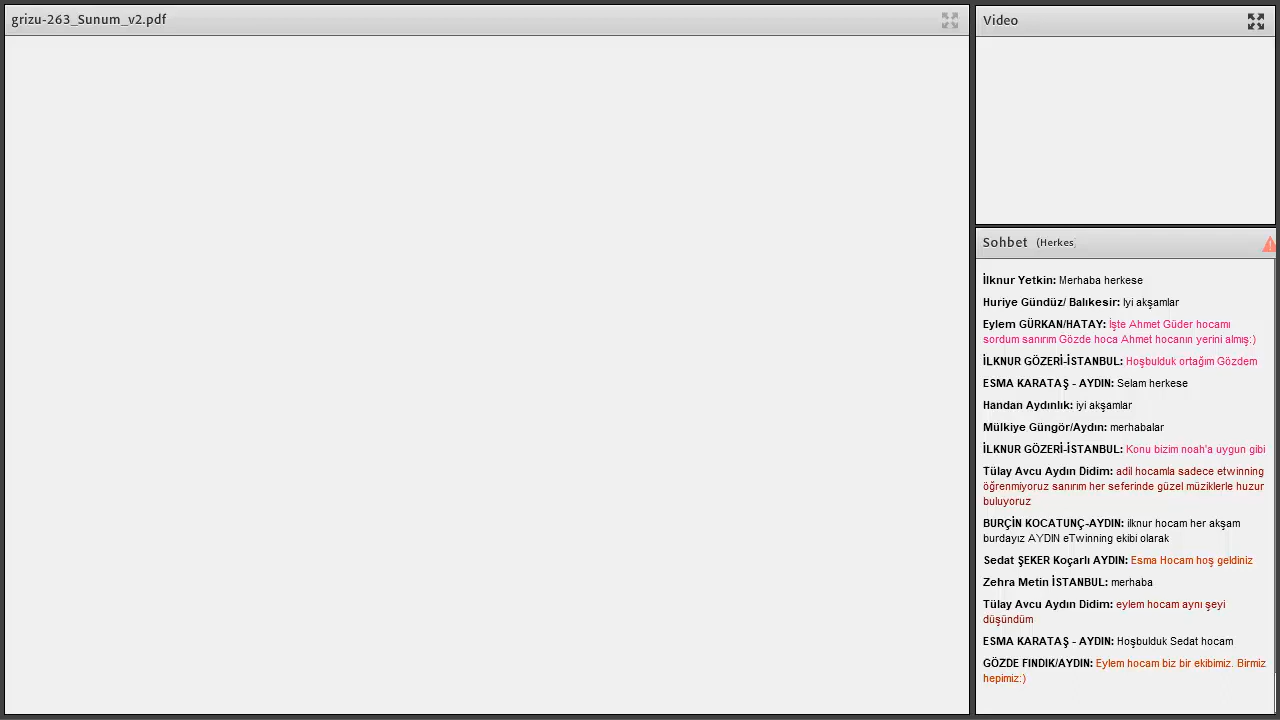 grizu-263_Sunum_v2.pdf
Video
Sohbet (Herkes
İlknur Yetkin: Merhaba herkese
Huriye Gündüz/ Balıkesir: Iyi akşamlar
Eylem GÜRKAN/HATAY: İşte Ahmet Güder hocamı
sordum sanırım Gözde hoca Ahmet hocanın yerini almış:)
İLKNUR GÖZERİ-İSTANBUL: Hoşbulduk ortağım Gözdem
ESMA KARATAŞ - AYDIN: Selam herkese
Handan Aydınlık: iyi akşamlar
Mülkiye Güngör/Aydın: merhabalar
İLKNUR GÖZERİ-İSTANBUL: Konu bizim noah'a uygun gibi
Tülay Avcu Aydın Didim: adil hocamla sadece etwinning
öğrenmiyoruz sanırım her seferinde güzel müziklerle huzur
buluyoruz
BURÇİN KOCATUNÇ-AYDIN: ilknur hocam her akşam
burdayız AYDIN eTwinning ekibi olarak
Sedat ŞEKER Koçarlı AYDIN: Esma Hocam hoş geldiniz
Zehra Metin İSTANBUL: merhaba
Tülay Avcu Aydın Didim: eylem hocam aynı şeyi
düşündüm
ESMA KARATAŞ - AYDIN: Hoşbulduk Sedat hocam
GÖZDE FINDIK/AYDIN: Eylem hocam biz bir ekibimiz. Birmiz
hepimiz:)